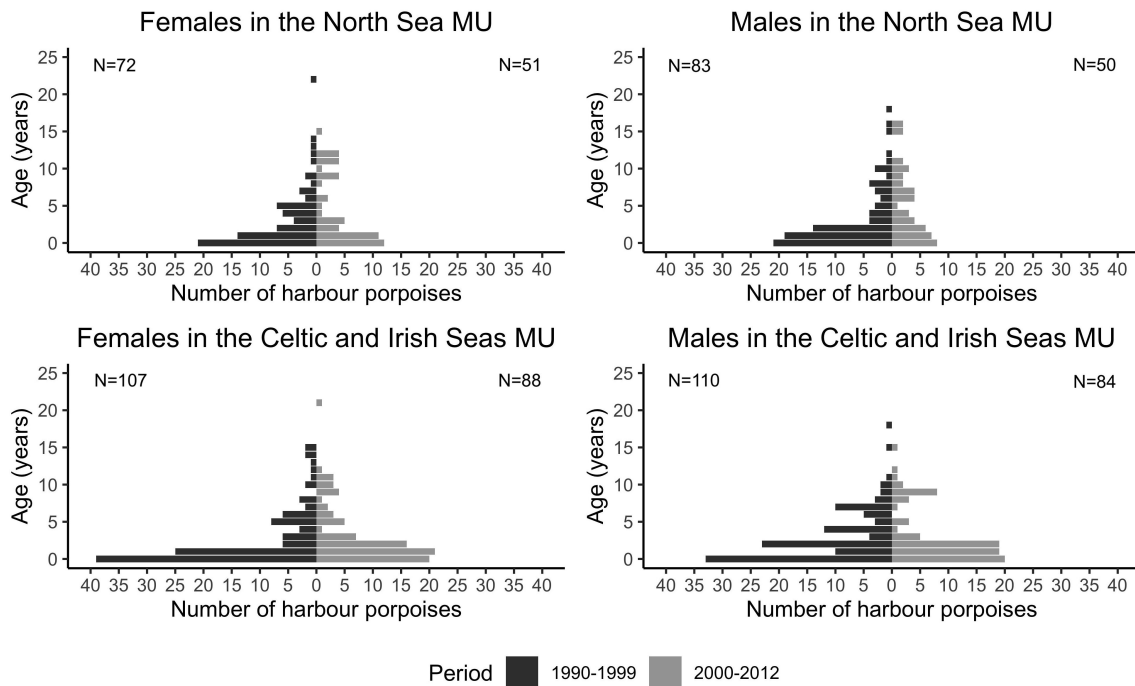 Females in the North Sea MU
N=72
N=51
Age (years)
25
20
15
10
5
0
40 35 30 25 20 15 10 5 0 5 10 15 20 25 30 35 40
Number of harbour porpoises
Males in the North Sea MU
N=83
N=50
Age (years)
25
20
15
10
5
0
40 35 30 25 20 15 10 5 0 5 10 15 20 25 30 35 40
Number of harbour porpoises
Females in the Celtic and Irish Seas MU
N=107
N=88
Age (years)
25
20
15
10
5
0
40 35 30 25 20 15 10 5 0 5 10 15 20 25 30 35 40
Number of harbour porpoises
Males in the Celtic and Irish Seas MU
N=110
N=84
Age (years)
25
20
15
10
5
0
40 35 30 25 20 15 10 5 0 5 10 15 20 25 30 35 40
Number of harbour porpoises
Period 1990-1999 2000-2012